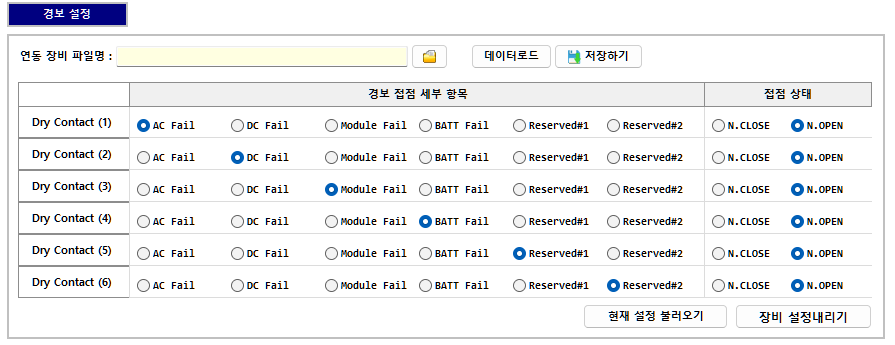 경보 설정
연동 장비 파일명 :
데이터로드
저장하기
경보 접점 세부 항목 접점 상태
Dry Contact (1) AC Fail DC Fail Module Fail BATT Fail Reserved#1 Reserved#2 N.CLOSE N.OPEN
Dry Contact (2) AC Fail DC Fail Module Fail BATT Fail Reserved#1 Reserved#2 N.CLOSE N.OPEN
Dry Contact (3) AC Fail DC Fail Module Fail BATT Fail Reserved#1 Reserved#2 N.CLOSE N.OPEN
Dry Contact (4) AC Fail DC Fail Module Fail BATT Fail Reserved#1 Reserved#2 N.CLOSE N.OPEN
Dry Contact (5) AC Fail DC Fail Module Fail BATT Fail Reserved#1 Reserved#2 N.CLOSE N.OPEN
Dry Contact (6) AC Fail DC Fail Module Fail BATT Fail Reserved#1 Reserved#2 N.CLOSE N.OPEN
현재 설정 불러오기
장비 설정내리기